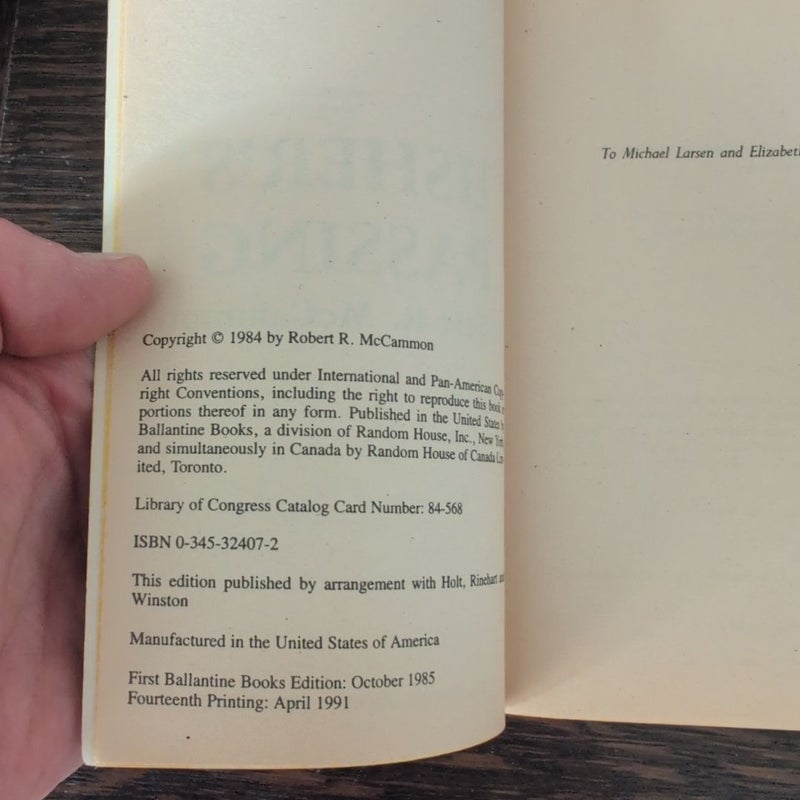 Copyright © 1984 by Robert R. McCammon
All rights reserved under International and Pan-American Cop-
right Conventions, including the right to reproduce this book
portions thereof in any form. Published in the United States
Ballantine Books, a division of Random House, Inc., New
and simultaneously in Canada by Random House of Canada Lim
ited, Toronto.
Library of Congress Catalog Card Number: 84-568
ISBN 0-345-32407-2
This edition published by arrangement with Holt, Rinehart and
Winston
Manufactured in the United States of America
First Ballantine Books Edition: October 1985
Fourteenth Printing: April 1991
To Michael Larsen and Elizabeth